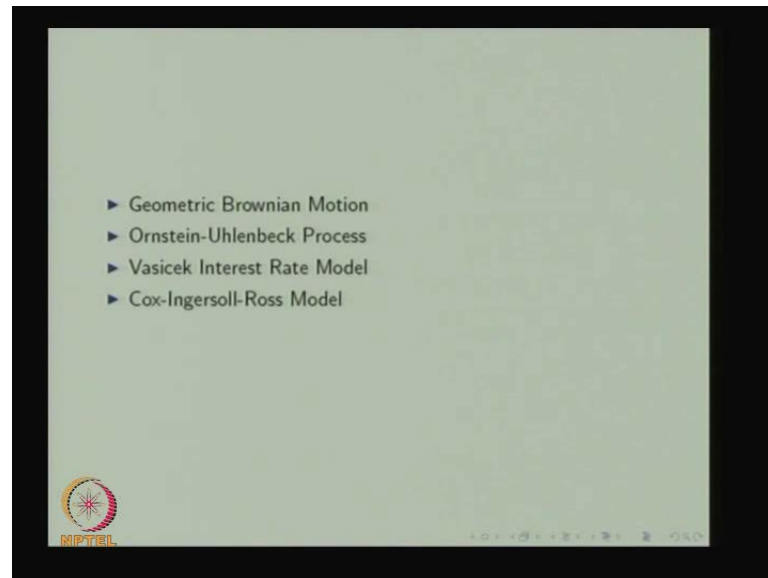 ► Geometric Brownian Motion
► Ornstein-Uhlenbeck Process
► Vasicek Interest Rate Model
► Cox-Ingersoll-Ross Model
NPTEL